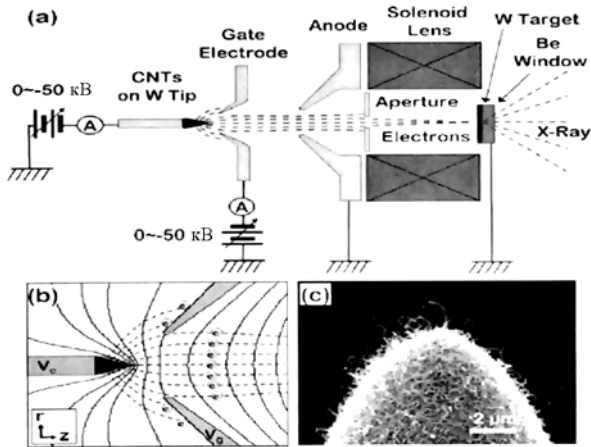 (a)
Gate
Electrode
Anode
Solenoid
Lens
W Target
Be
Window
CNTs
on W Tip
0~-50 кВ
A
Aperture
Electrons
X-Ray
A
0~-50 кВ
(b)
(c)
V
r
z
Vg
2 μm